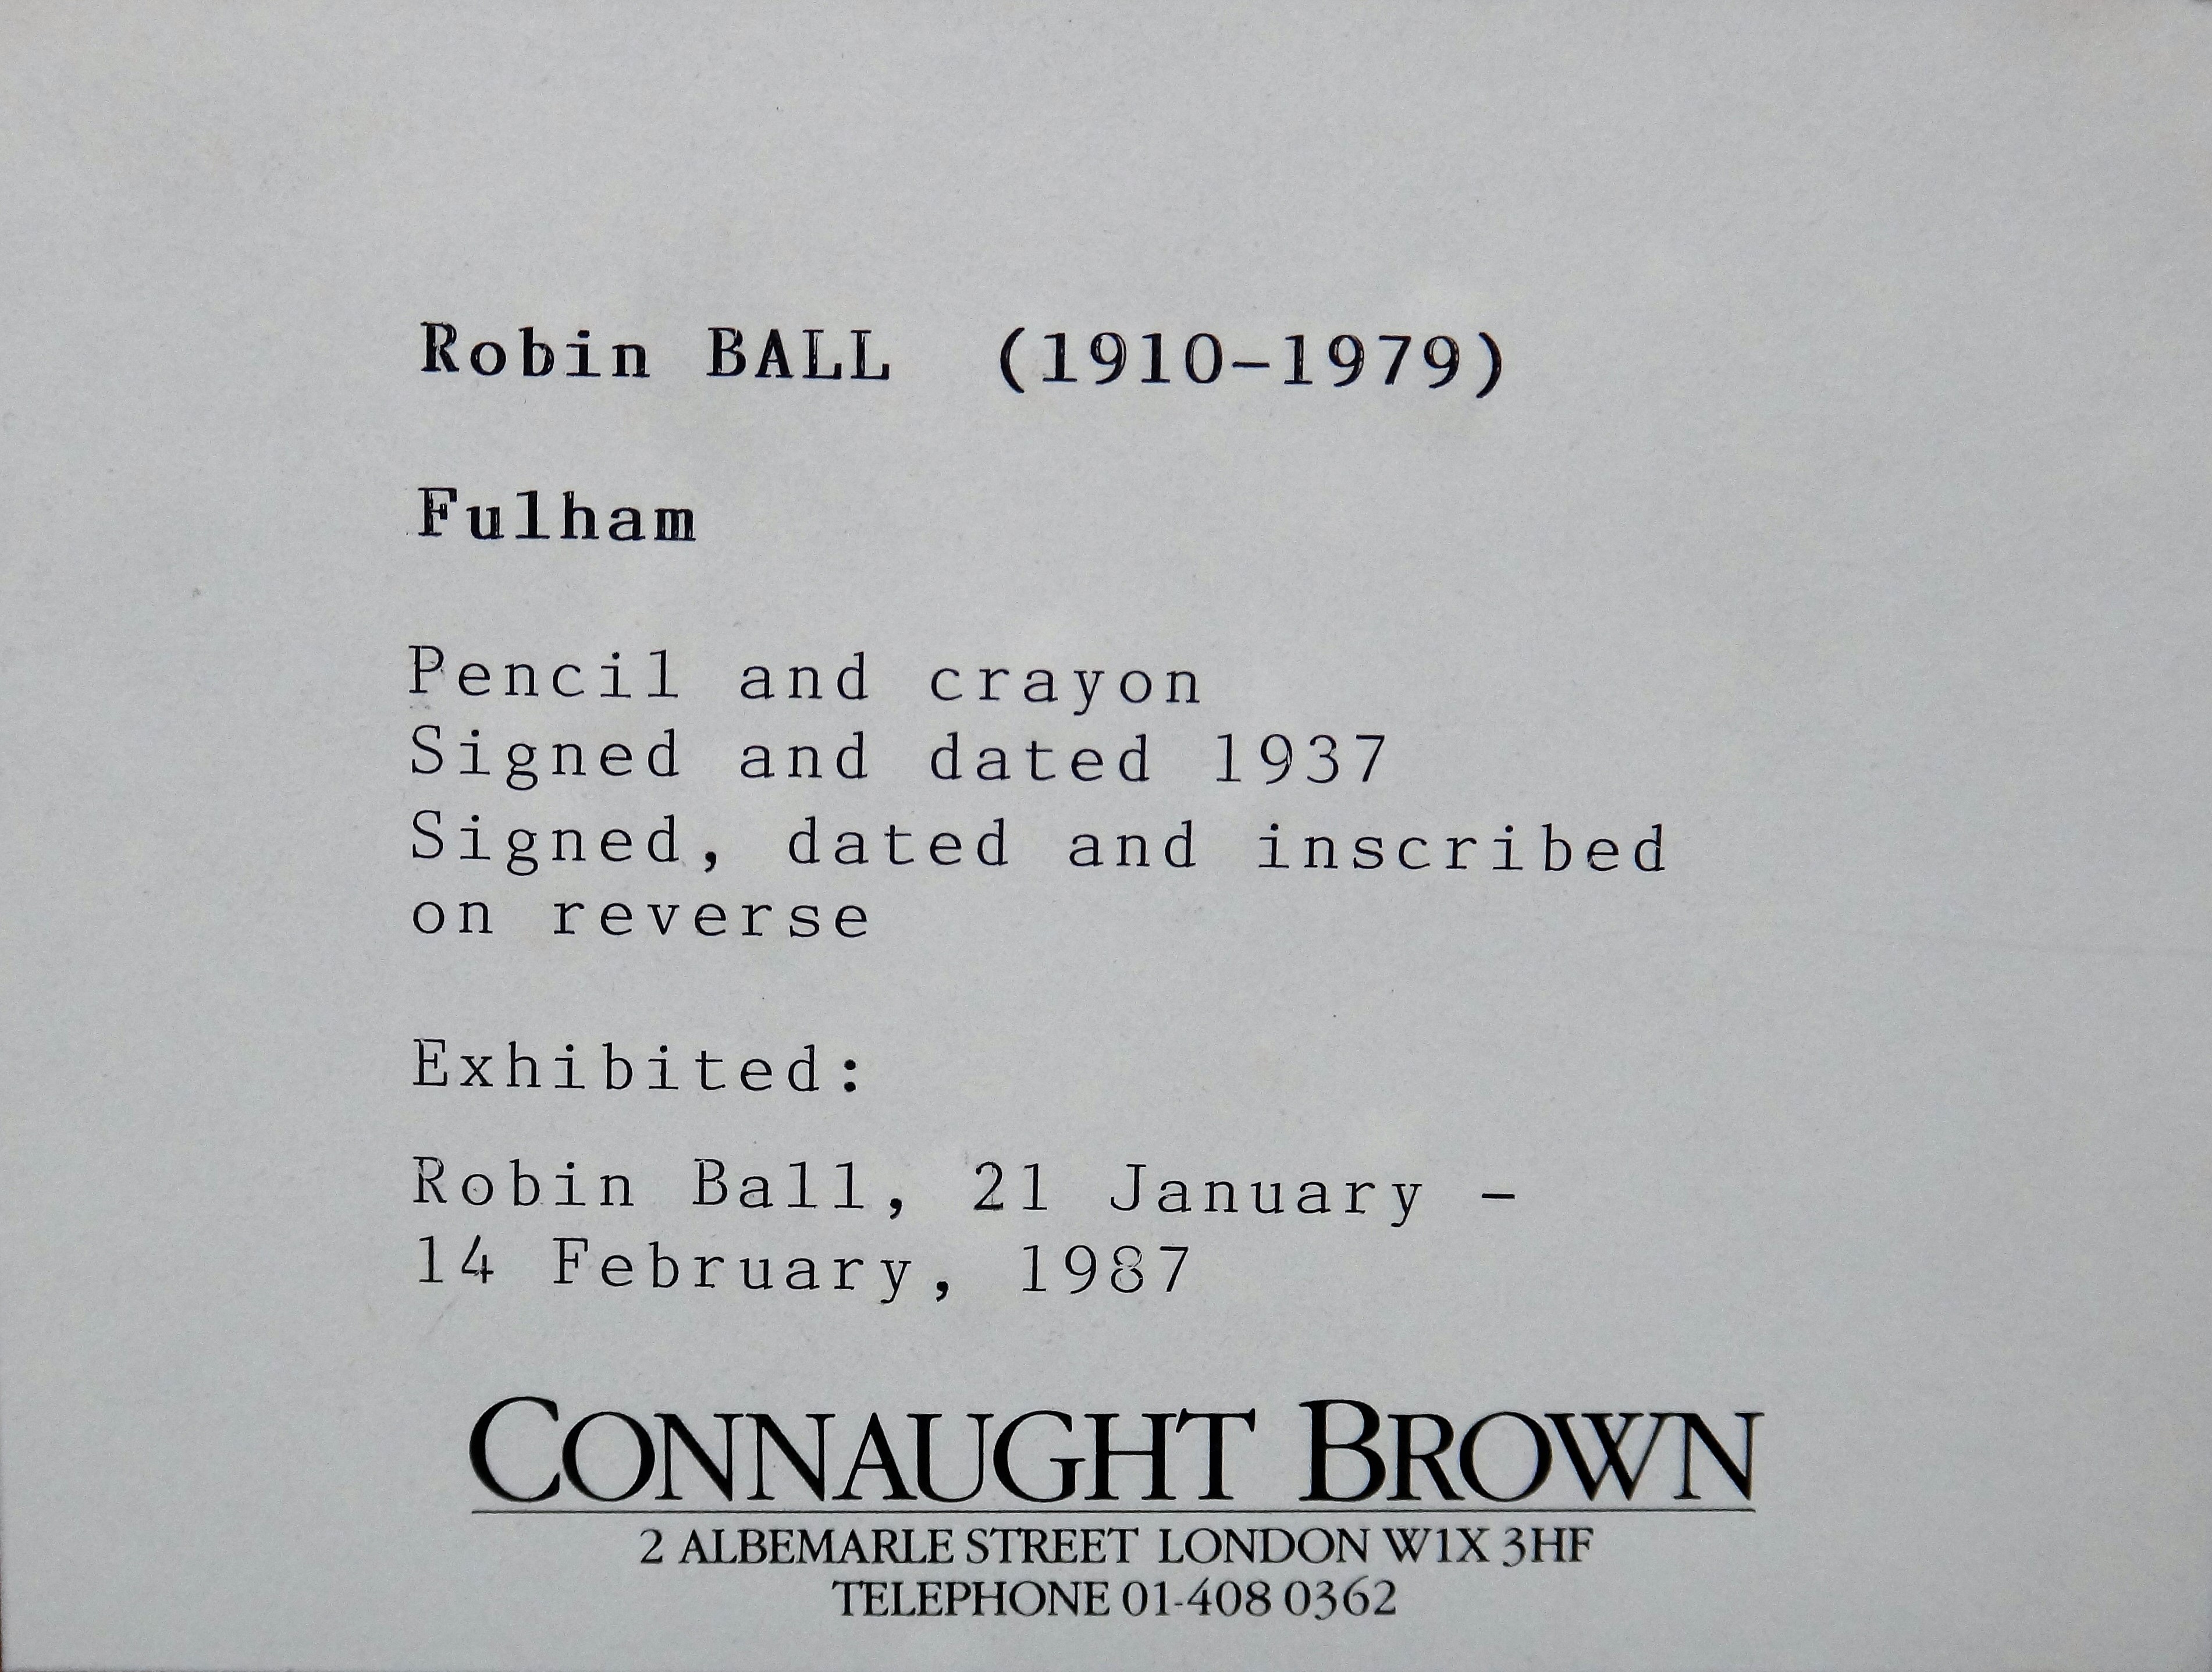 Robin BALL (1910-1979)
Fulham
Pencil and crayon
Signed and dated 1937
Signed, dated and inscribed
on reverse
Exhibited:
Robin Ball, 21 January -
14 February, 1987
CONNAUGHT BROWN
2 ALBEMARLE STREET LONDON W1X 3HF
TELEPHONE 01-408 0362